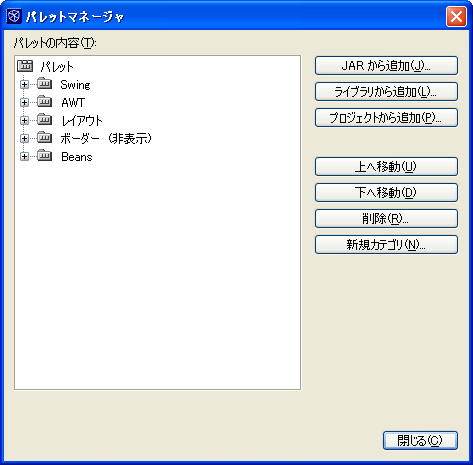 パレットマネージャ
パレットの内容(T):
パレット
Swing
AWT
レイアウト
ボーダー (非表示)
Beans
JAR から追加(J)...
ライブラリから追加(L)...
プロジェクトから追加(P)...
上へ移動(U)
下へ移動(D)
削除(R)...
新規カテゴリ(N)...
閉じる(C)